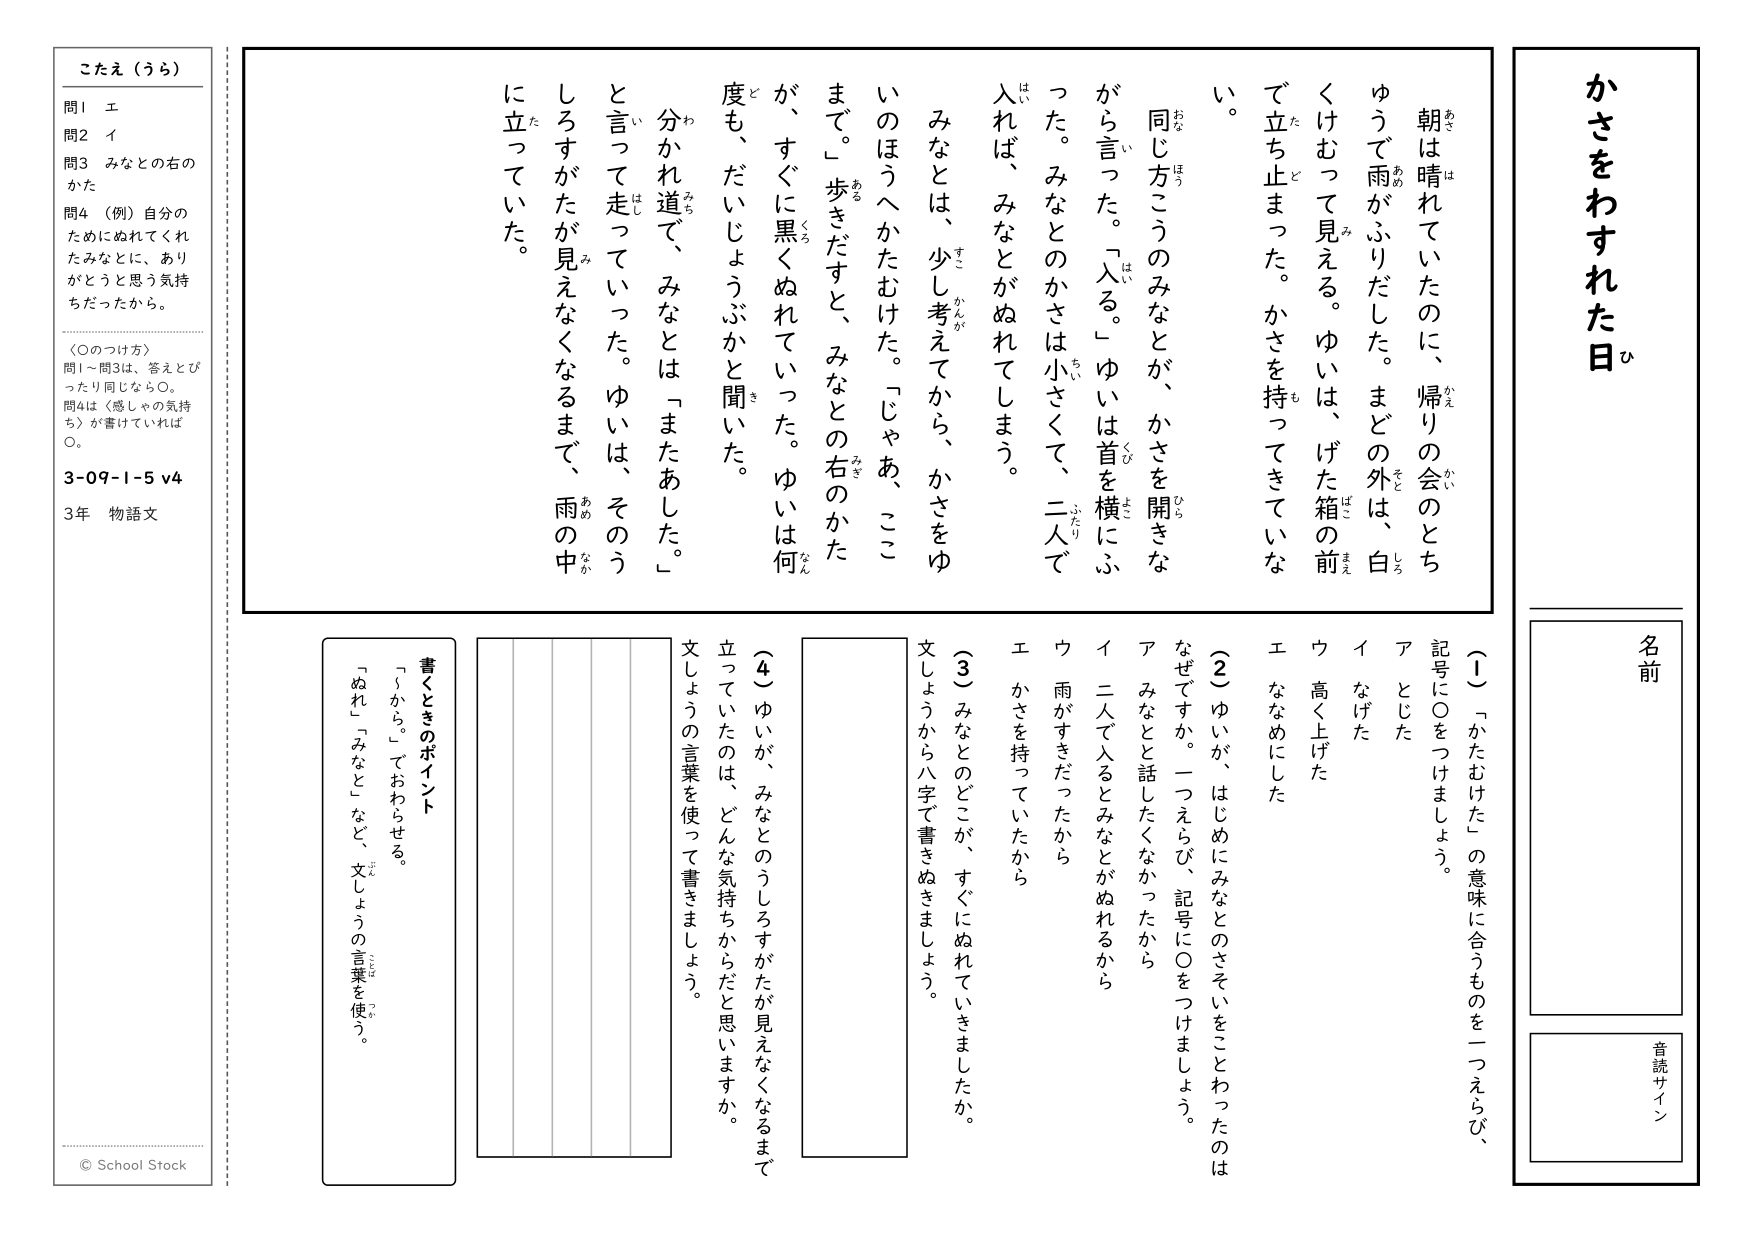 かさをわすれた日
ひ
名前
音読サイン
朝は晴れていたのに、帰りの会のとち
ゅうで雨がふりだした。まどの外は、白
くけむって見える。ゆいは、げた箱の前
で立ち止まった。かさを持ってきていな
い。
同じ方こうのみなとが、かさを開きな
がら言った。「入る。」ゆいは首を横にふ
った。みなとのかさは小さくて、二人で
入れば、みなとがぬれてしまう。
みなとは、少し考えてから、かさをゆ
いのほうへかたむけた。「じゃあ、ここ
まで。」歩きだすと、みなとの右のかた
が、すぐに黒くぬれていった。ゆいは何
度も、だいじょうぶかと聞いた。
分かれ道で、みなとは「またあした。」
と言って走っていった。ゆいは、そのう
しろすがたが見えなくなるまで、雨の中
に立っていた。
(1)「かたむけた」の意味に合うものを一つえらび、
記号に○をつけましょう。
ア とじた
イ なげた
ウ 高く上げた
エ ななめにした
(2)ゆいが、はじめにみなとのさそいをことわったのは
なぜですか。一つえらび、記号に○をつけましょう。
ア みなとと話したくなかったから
イ 二人で入るとみなとがぬれるから
ウ 雨がすきだったから
エ かさを持っていたから
(3)みなとのどこが、すぐにぬれていきましたか。
文しょうから八字で書きぬきましょう。
(4)ゆいが、みなとのうしろすがたが見えなくなるまで
立っていたのは、どんな気持ちからだと思いますか。
文しょうの言葉を使って書きましょう。
書くときのポイント
「～から。」でおわらせる。
「ぬれ」「みなと」など、文しょうの言葉を使う。
こたえ（うら）
問1 エ
問2 イ
問3 みなとの右の
かた
問4 （例）自分の
ためにぬれてくれ
たみなとに、あり
がとうと思う気持
ちだったから。
〈○のつけ方〉
問1～問3は、答えとぴ
ったり同じなら○。
問4は〈感しゃの気持
ち〉が書けていれば
○。
3-09-1-5 v4
3年 物語文
© School Stock